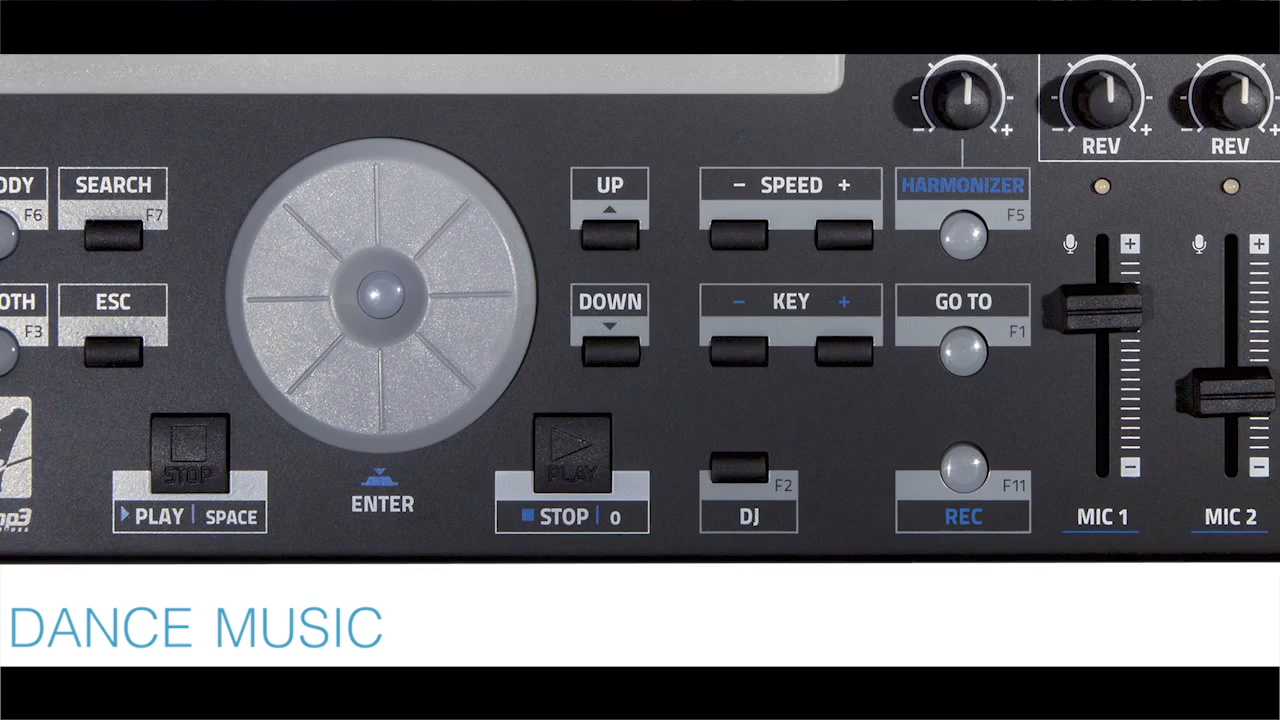 REV
REV
SEARCH
UP
− SPEED +
HARMONIZER
F6
F7
F5
ESC
DOWN
− KEY +
GO TO
F3
F1
STOP
PLAY
F2
F11
ENTER
PLAY | SPACE
STOP | 0
DJ
REC
MIC 1
MIC 2
DANCE MUSIC